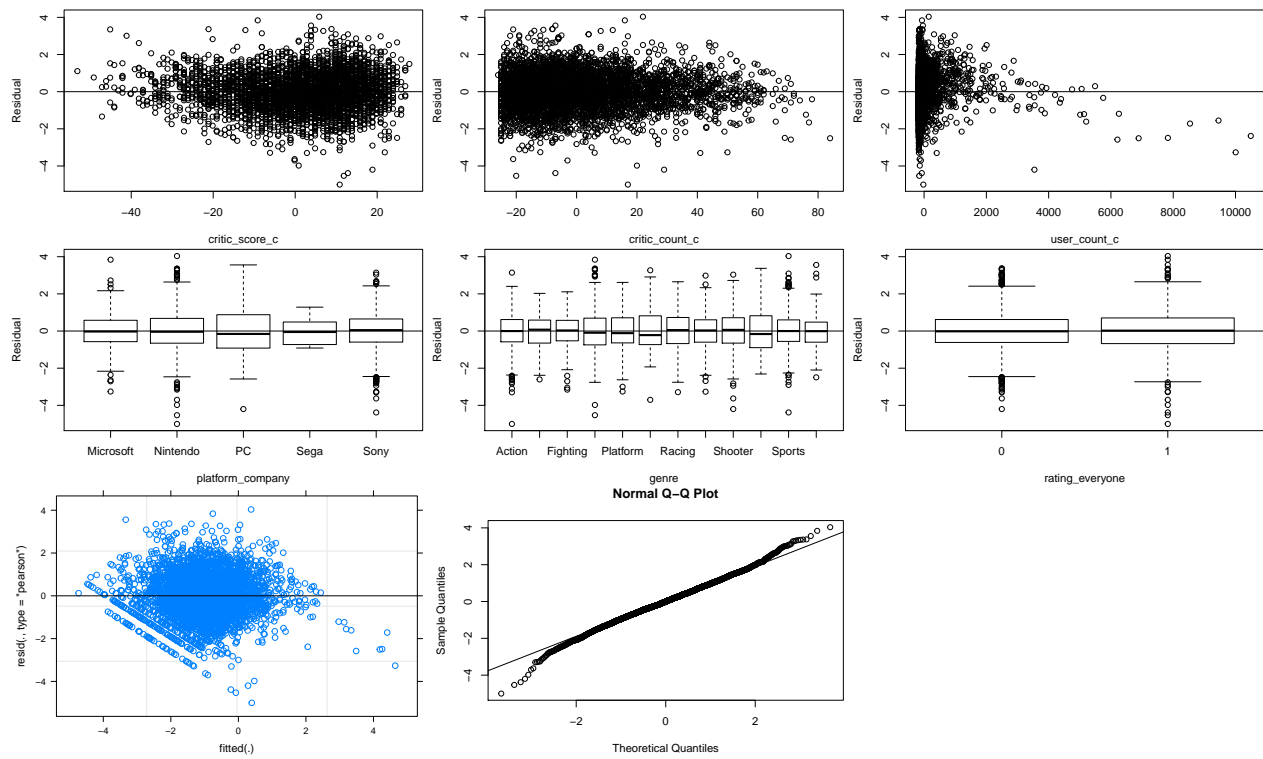 Residual
−4 −2 0 2 4
−40 −20 0 20
critic_score_c
Residual
−4 −2 0 2 4
−20 0 20 40 60 80
critic_count_c
Residual
−4 −2 0 2 4
0 2000 4000 6000 8000 10000
user_count_c
Residual
−4 −2 0 2 4
Microsoft Nintendo PC Sega Sony
platform_company
Residual
−4 −2 0 2 4
Action Fighting Platform Racing Shooter Sports
genre
Residual
−4 −2 0 2 4
0 1
rating_everyone
resid(., type = "pearson")
−4 −2 0 2 4
−4 −2 0 2 4
fitted(.)
Normal Q−Q Plot
Sample Quantiles
−4 −2 0 2 4
−2 0 2
Theoretical Quantiles